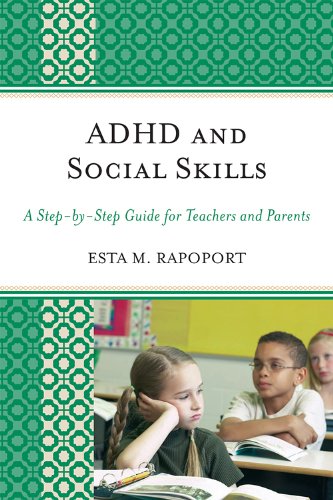 ADHD AND
SOCIAL SKILLS
A Step-by-Step Guide for Teachers and Parents
ESTA M. RAPOPORT